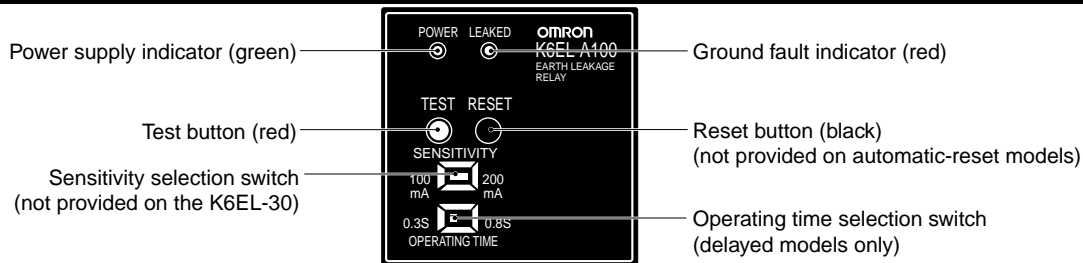 POWER LEAKED OMRON
Power supply indicator (green)
K6EL A100
Ground fault indicator (red)
EARTH LEAKAGE
RELAY
TEST RESET
Test button (red)
Reset button (black)
(not provided on automatic-reset models)
SENSITIVITY
Sensitivity selection switch
(not provided on the K6EL-30)
100
mA
200
mA
0.3S
0.8S
Operating time selection switch
(delayed models only)
OPERATING TIME